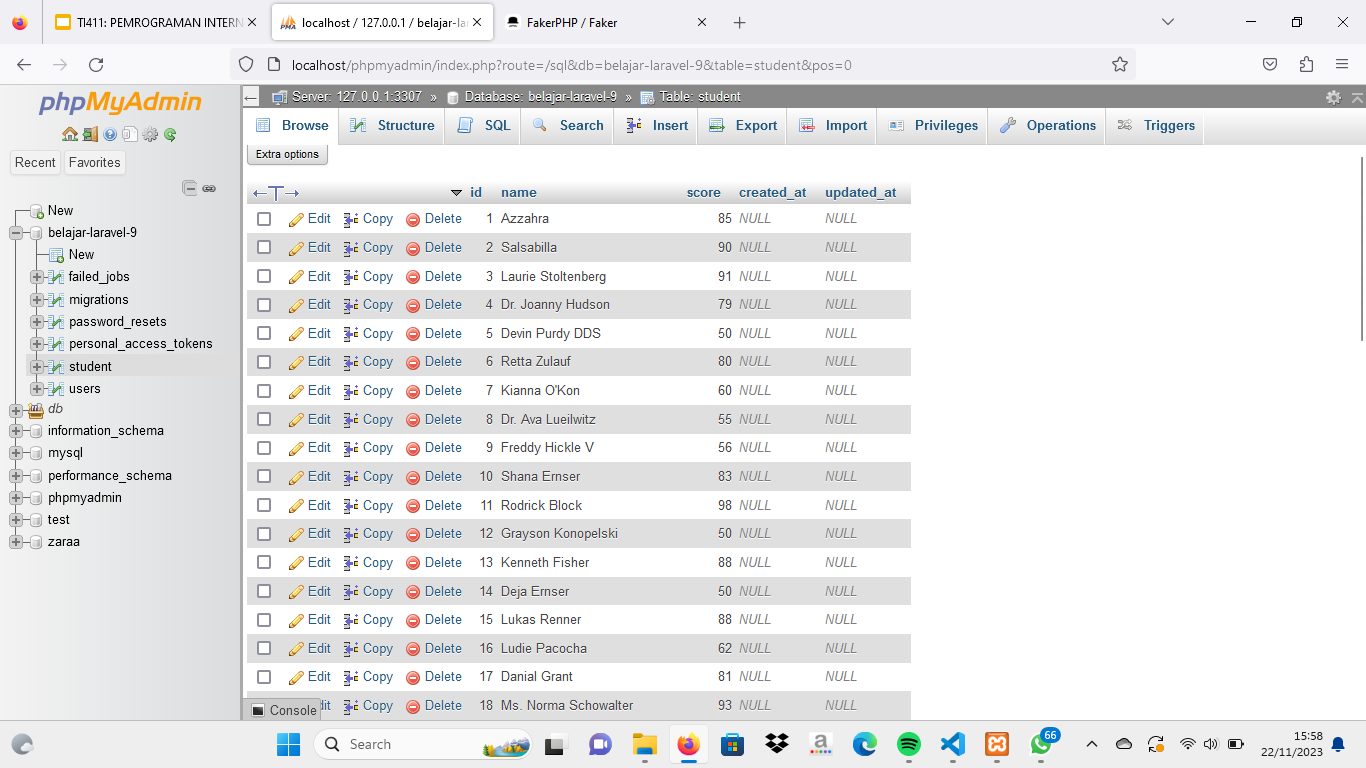 TI411: PEMROGRAMAN INTERN
localhost / 127.0.0.1 / belajar-la
FakerPHP / Faker
localhost/phpmyadmin/index.php?route=/sql&db=belajar-laravel-9&table=student&pos=0
phpMyAdmin
Recent
Favorites
New
belajar-laravel-9
New
failed_jobs
migrations
password_resets
personal_access_tokens
student
users
db
information_schema
mysql
performance_schema
phpmyadmin
test
zaraa
Server: 127.0.0.1:3307 » Database: belajar-laravel-9 » Table: student
Browse Structure SQL Search Insert Export Import Privileges Operations Triggers
Extra options
id name score created_at updated_at
Edit Copy Delete 1 Azzahra 85 NULL NULL
Edit Copy Delete 2 Salsabilla 90 NULL NULL
Edit Copy Delete 3 Laurie Stoltenberg 91 NULL NULL
Edit Copy Delete 4 Dr. Joanny Hudson 79 NULL NULL
Edit Copy Delete 5 Devin Purdy DDS 50 NULL NULL
Edit Copy Delete 6 Retta Zulauf 80 NULL NULL
Edit Copy Delete 7 Kianna O'Kon 60 NULL NULL
Edit Copy Delete 8 Dr. Ava Lueilwitz 55 NULL NULL
Edit Copy Delete 9 Freddy Hickle V 56 NULL NULL
Edit Copy Delete 10 Shana Ernser 83 NULL NULL
Edit Copy Delete 11 Rodrick Block 98 NULL NULL
Edit Copy Delete 12 Grayson Konopelski 50 NULL NULL
Edit Copy Delete 13 Kenneth Fisher 88 NULL NULL
Edit Copy Delete 14 Deja Ernser 50 NULL NULL
Edit Copy Delete 15 Lukas Renner 88 NULL NULL
Edit Copy Delete 16 Ludie Pacocha 62 NULL NULL
Edit Copy Delete 17 Danial Grant 81 NULL NULL
Copy Delete 18 Ms. Norma Schowalter 93 NULL NULL
Console
Search
66
15:58
22/11/2023